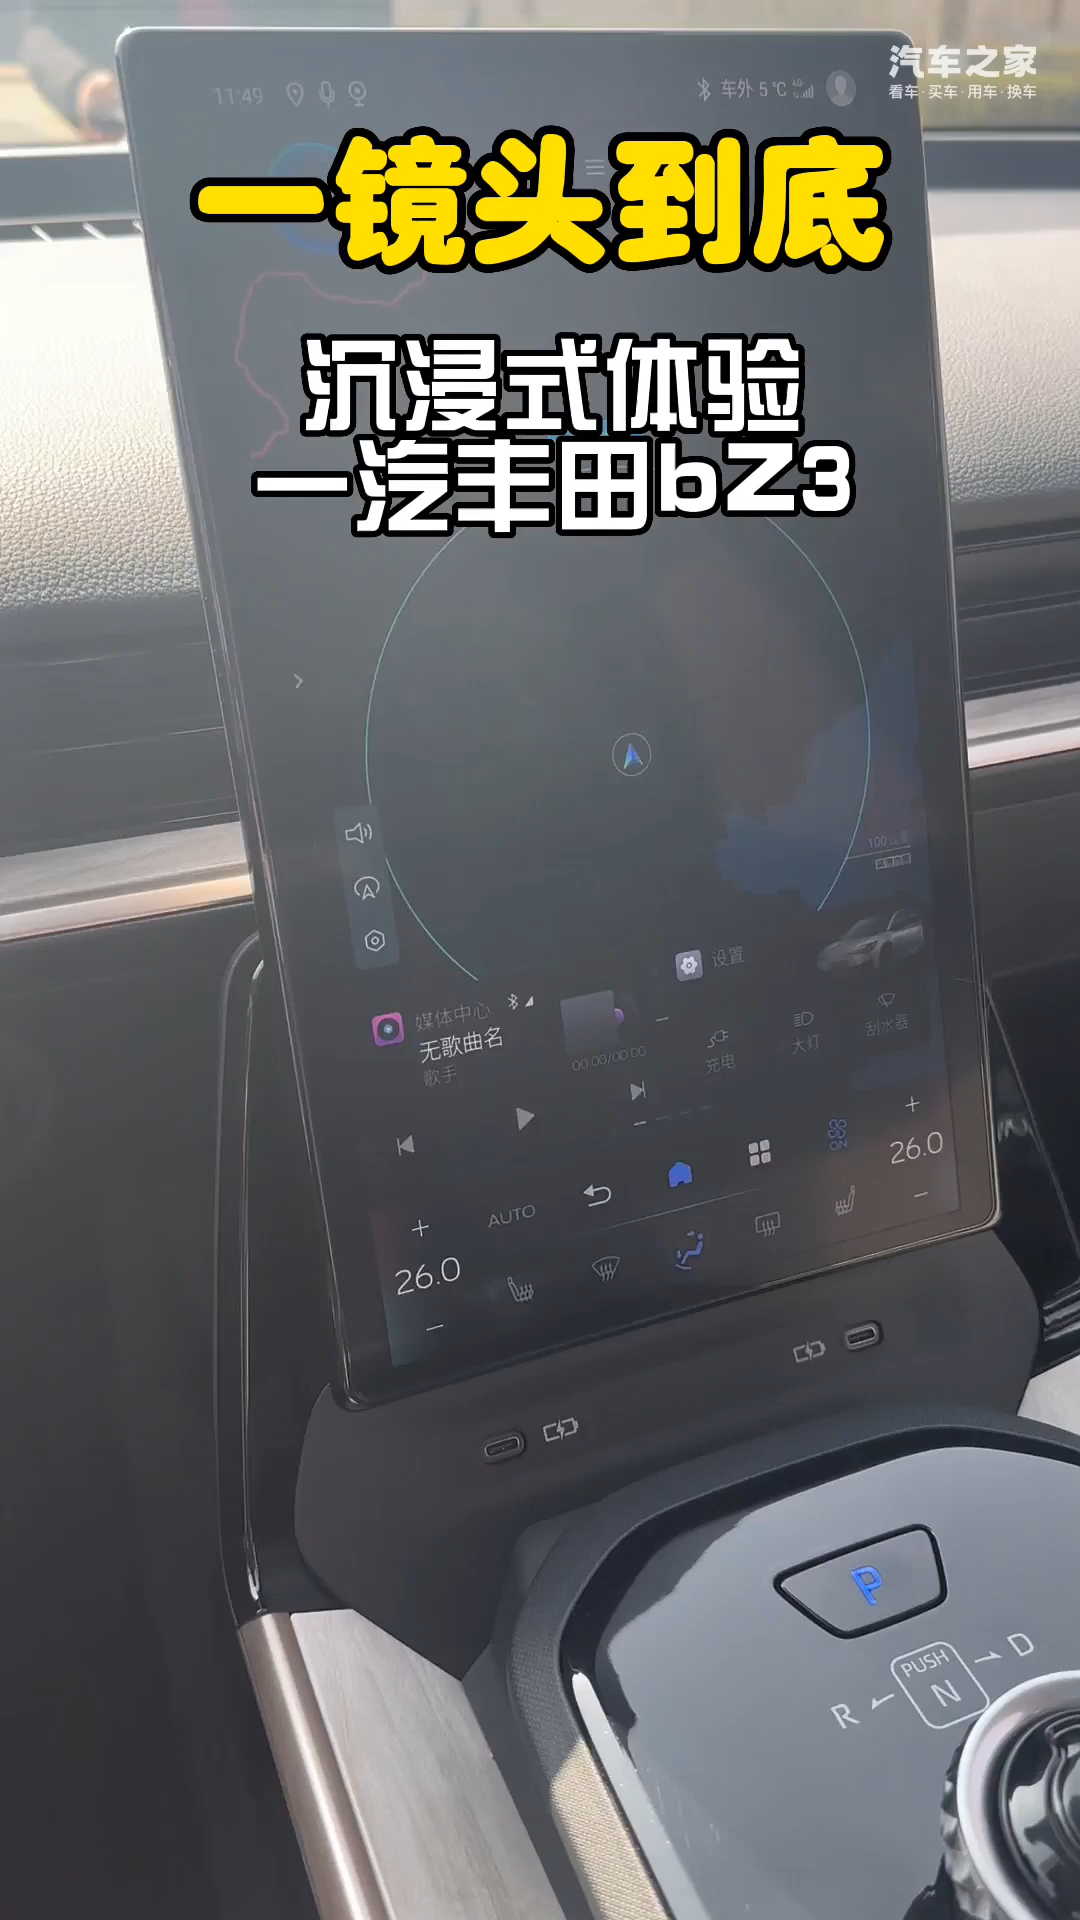 汽车之家
看车·买车·用车·换车
11:49
车外 5℃
一镜头到底
沉浸式体验
一汽丰田bZ3
设置
媒体中心
无歌曲名
歌手
00:00/00:00
充电
大灯
刮水器
AUTO
ON
26.0
26.0
P
R
PUSH
N
D